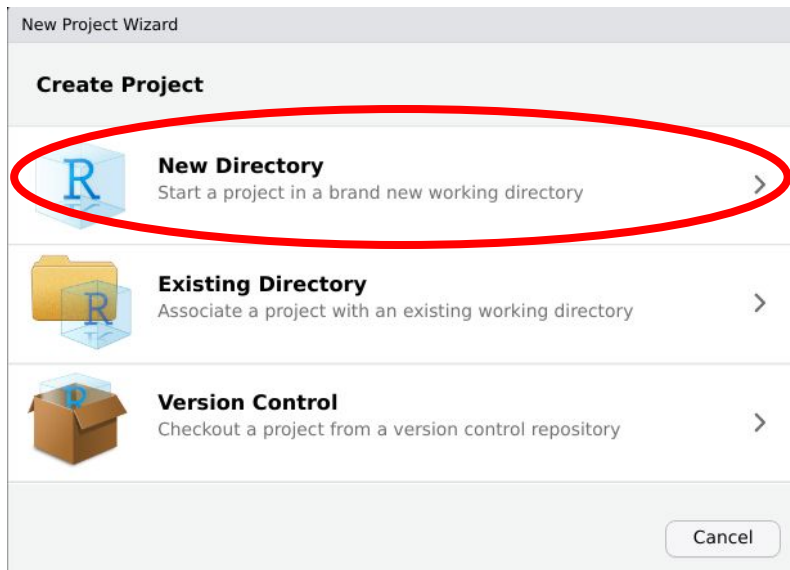 New Project Wizard
Create Project
R
New Directory
Start a project in a brand new working directory
R
Existing Directory
Associate a project with an existing working directory
R
Version Control
Checkout a project from a version control repository
Cancel